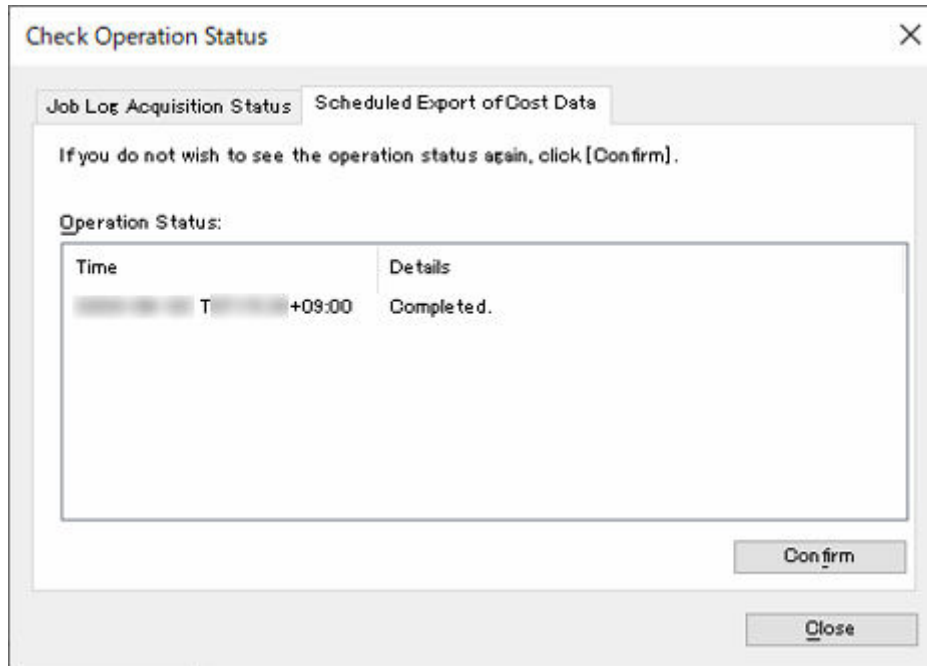 Check Operation Status
Job Log Acquisition Status
Scheduled Export of Cost Data
If you do not wish to see the operation status again, click [Confirm].
Operation Status:
Time Details
T +09:00 Completed.
Confirm
Close